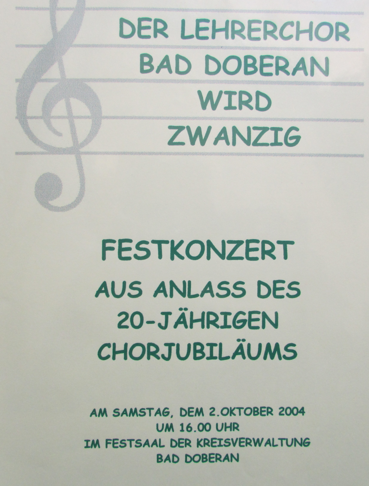 DER LEHRERCHOR
BAD DOBERAN
WIRD
ZWANZIG
FESTKONZERT
AUS ANLASS DES
20-JÄHRIGEN
CHORJUBILÄUMS
AM SAMSTAG, DEM 2.OKTOBER 2004
UM 16.00 UHR
IM FESTSAAL DER KREISVERWALTUNG
BAD DOBERAN